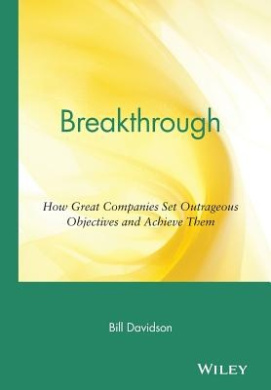 Breakthrough
How Great Companies Set Outrageous
Objectives and Achieve Them
Bill Davidson
WILEY